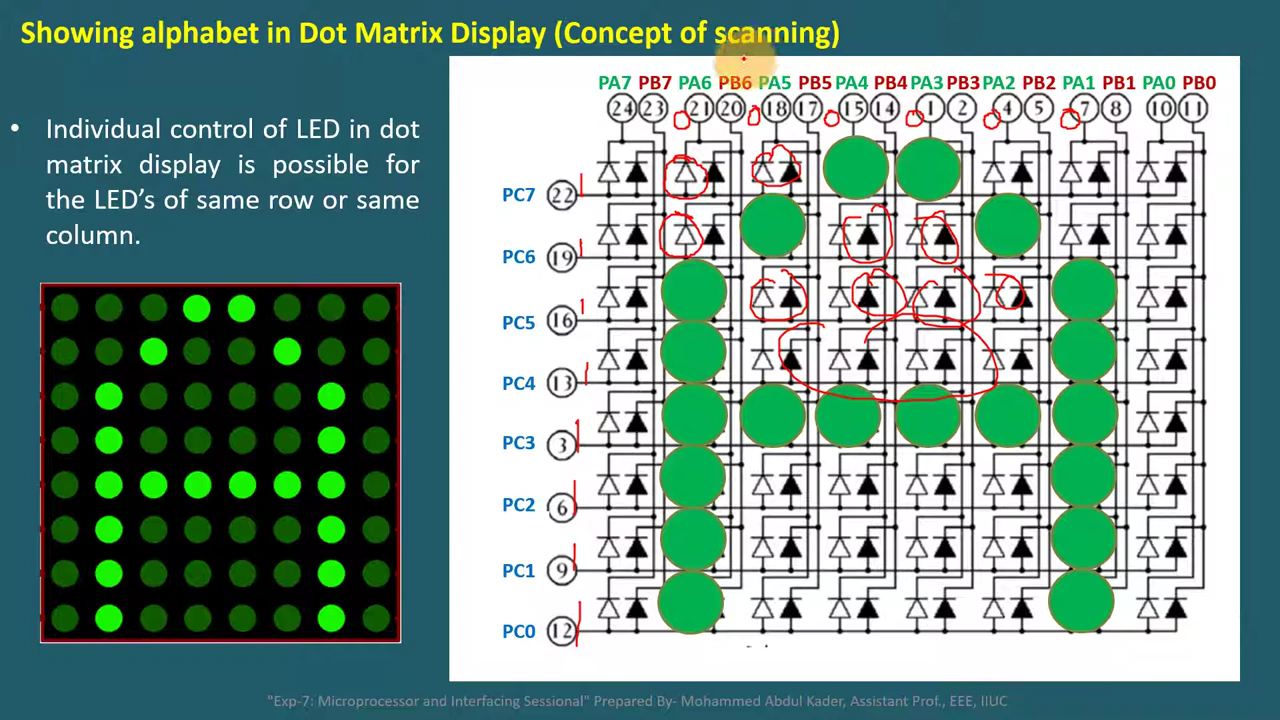 Showing alphabet in Dot Matrix Display (Concept of scanning)
• Individual control of LED in dot
matrix display is possible for
the LED's of same row or same
column.
PA7 PB7 PA6 PB6 PA5 PB5 PA4 PB4 PA3 PB3 PA2 PB2 PA1 PB1 PA0 PB0
24 23 21 20 18 17 15 14 1 2 4 5 7 8 10 11
PC7 22
PC6 19
PC5 16
PC4 13
PC3 3
PC2 6
PC1 9
PC0 12
"Exp-7: Microprocessor and Interfacing Sessional" Prepared By- Mohammed Abdul Kader, Assistant Prof., EEE, IIUC